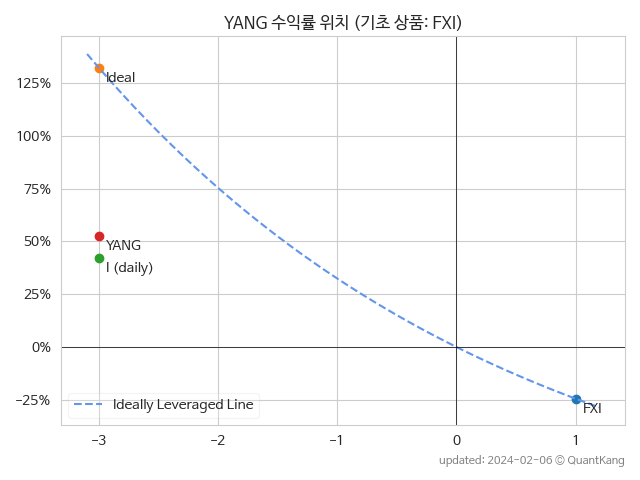 YANG 수익률 위치 (기초 상품: FXI)
125%
100%
75%
50%
25%
0%
−25%
Ideal
YANG
I (daily)
FXI
Ideally Leveraged Line
−3
−2
−1
0
1
updated: 2024-02-06 © QuantKang